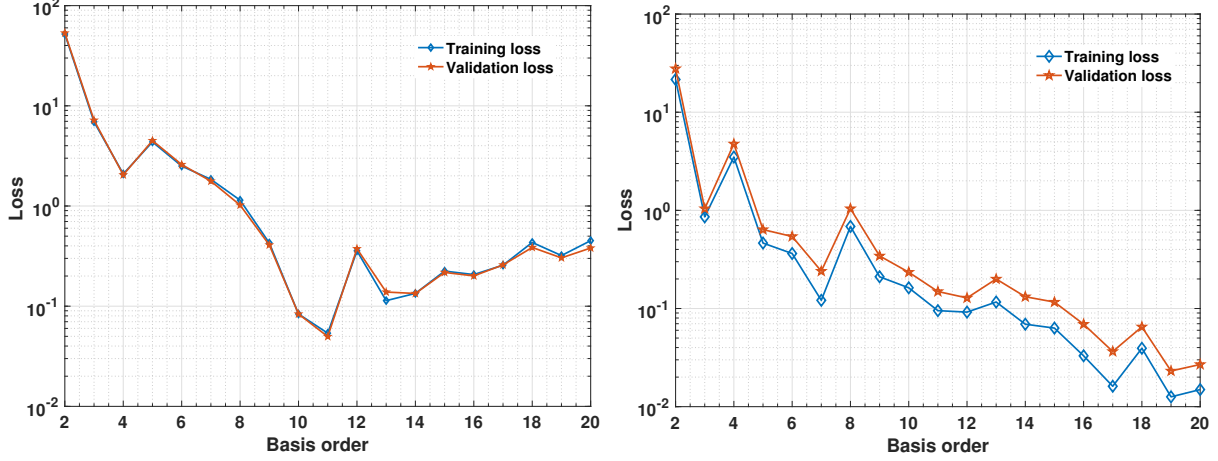 10^2
10^1
10^0
10^-1
10^-2
Loss
Training loss
Validation loss
2 4 6 8 10 12 14 16 18 20
Basis order
10^2
10^1
10^0
10^-1
10^-2
Loss
Training loss
Validation loss
2 4 6 8 10 12 14 16 18 20
Basis order